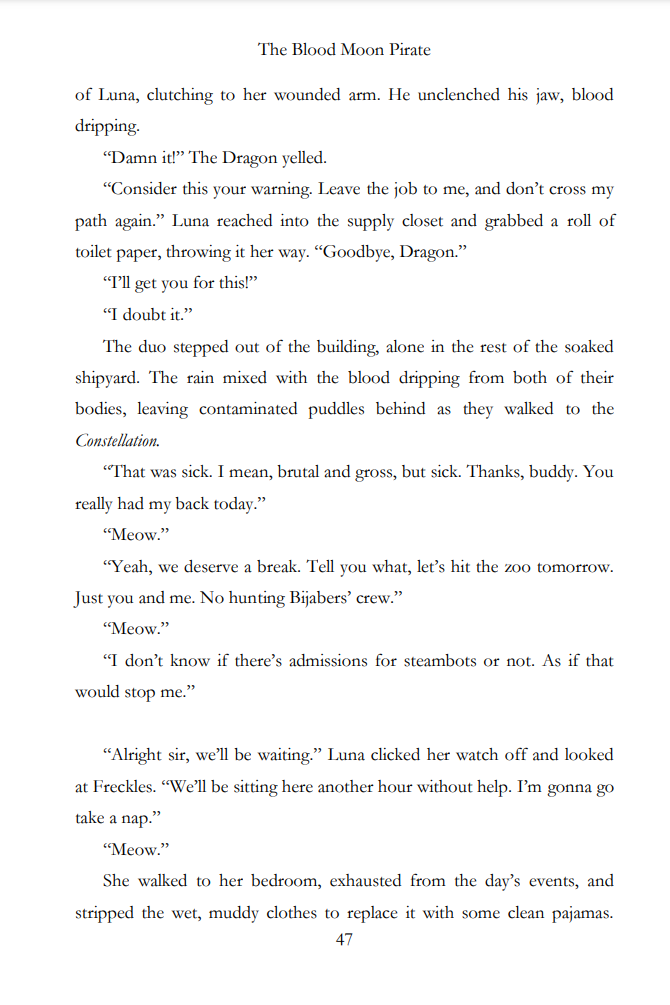 The Blood Moon Pirate
of Luna, clutching to her wounded arm. He unclenched his jaw, blood
dripping.
“Damn it!” The Dragon yelled.
“Consider this your warning. Leave the job to me, and don’t cross my
path again.” Luna reached into the supply closet and grabbed a roll of
toilet paper, throwing it her way. “Goodbye, Dragon.”
“I’ll get you for this!”
“I doubt it.”
The duo stepped out of the building, alone in the rest of the soaked
shipyard. The rain mixed with the blood dripping from both of their
bodies, leaving contaminated puddles behind as they walked to the
Constellation.
“That was sick. I mean, brutal and gross, but sick. Thanks, buddy. You
really had my back today.”
“Meow.”
“Yeah, we deserve a break. Tell you what, let’s hit the zoo tomorrow.
Just you and me. No hunting Bijabers’ crew.”
“Meow.”
“I don’t know if there’s admissions for steambots or not. As if that
would stop me.”
“Alright sir, we’ll be waiting.” Luna clicked her watch off and looked
at Freckles. “We’ll be sitting here another hour without help. I’m gonna go
take a nap.”
“Meow.”
She walked to her bedroom, exhausted from the day’s events, and
stripped the wet, muddy clothes to replace it with some clean pajamas.
47